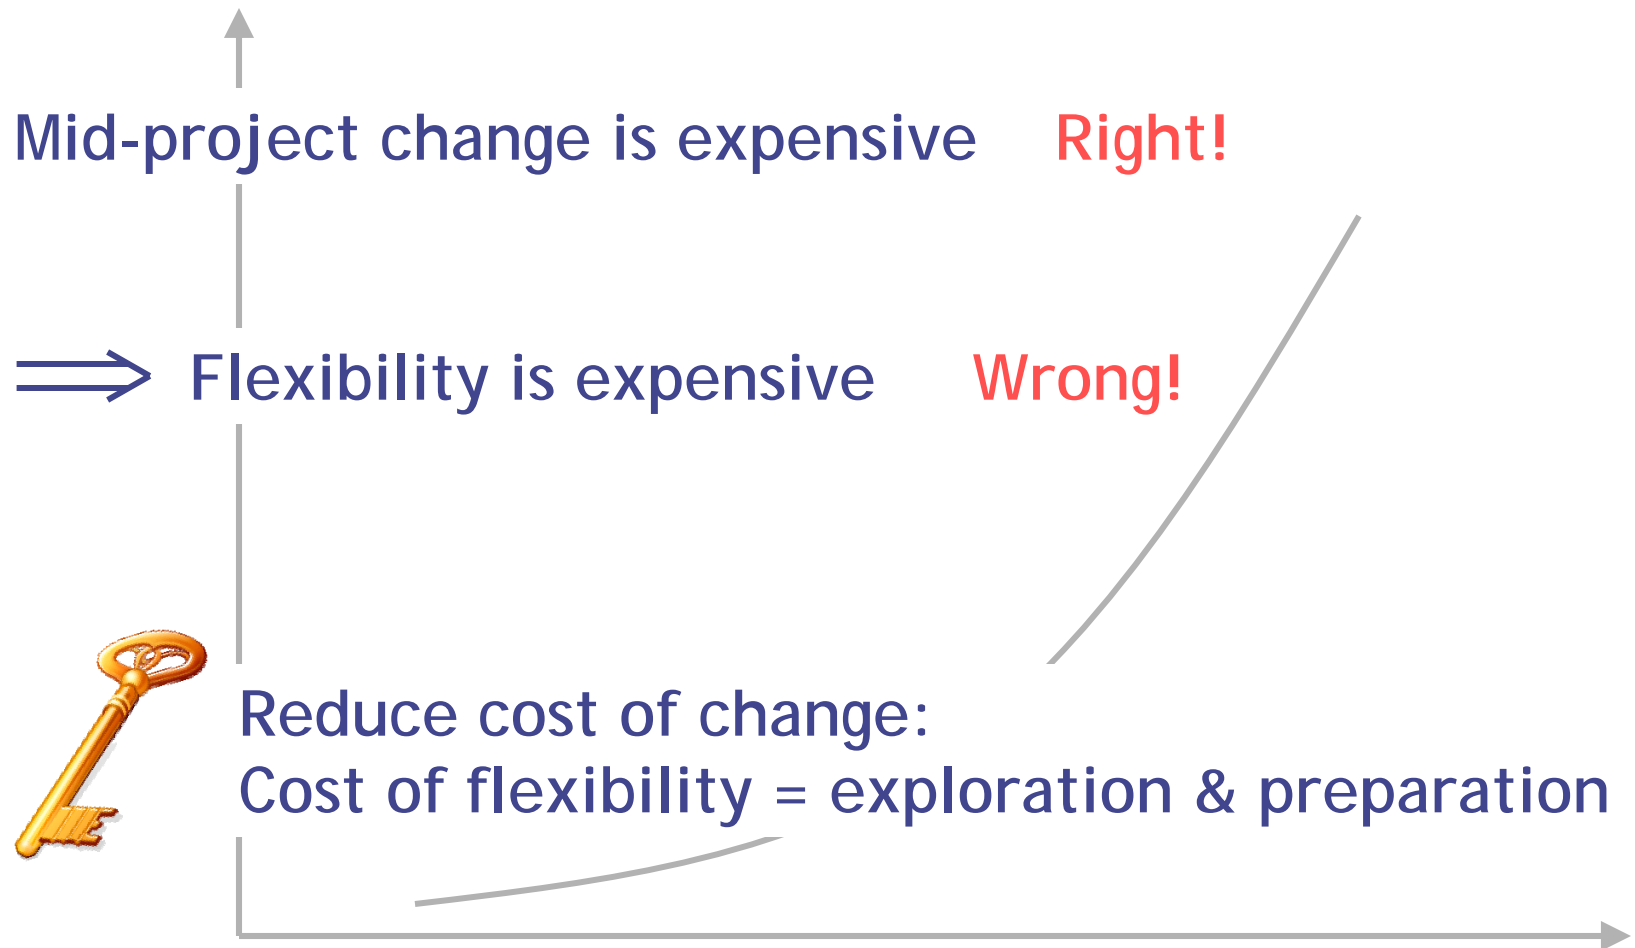 Mid-project change is expensive Right!
Flexibility is expensive Wrong!
Reduce cost of change:
Cost of flexibility = exploration & preparation